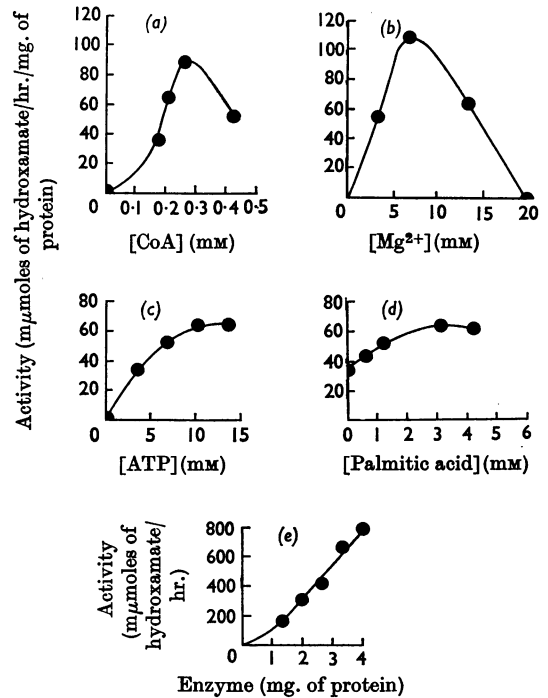 Activity (mμmoles of hydroxamate/hr./mg. of
protein)
(a)
120
100
80
60
40
20
0
0·1 0·2 0·3 0·4 0·5
[CoA] (mM)
(b)
120
100
80
60
40
20
0 5 10 15 20
[Mg²⁺] (mM)
(c)
80
60
40
20
0 5 10 15
[ATP] (mM)
(d)
80
60
40
20
0 1 2 3 4 5 6
[Palmitic acid] (mM)
(e)
Activity
(mμmoles of
hydroxamate/
hr.)
800
600
400
200
0
1 2 3 4
Enzyme (mg. of protein)